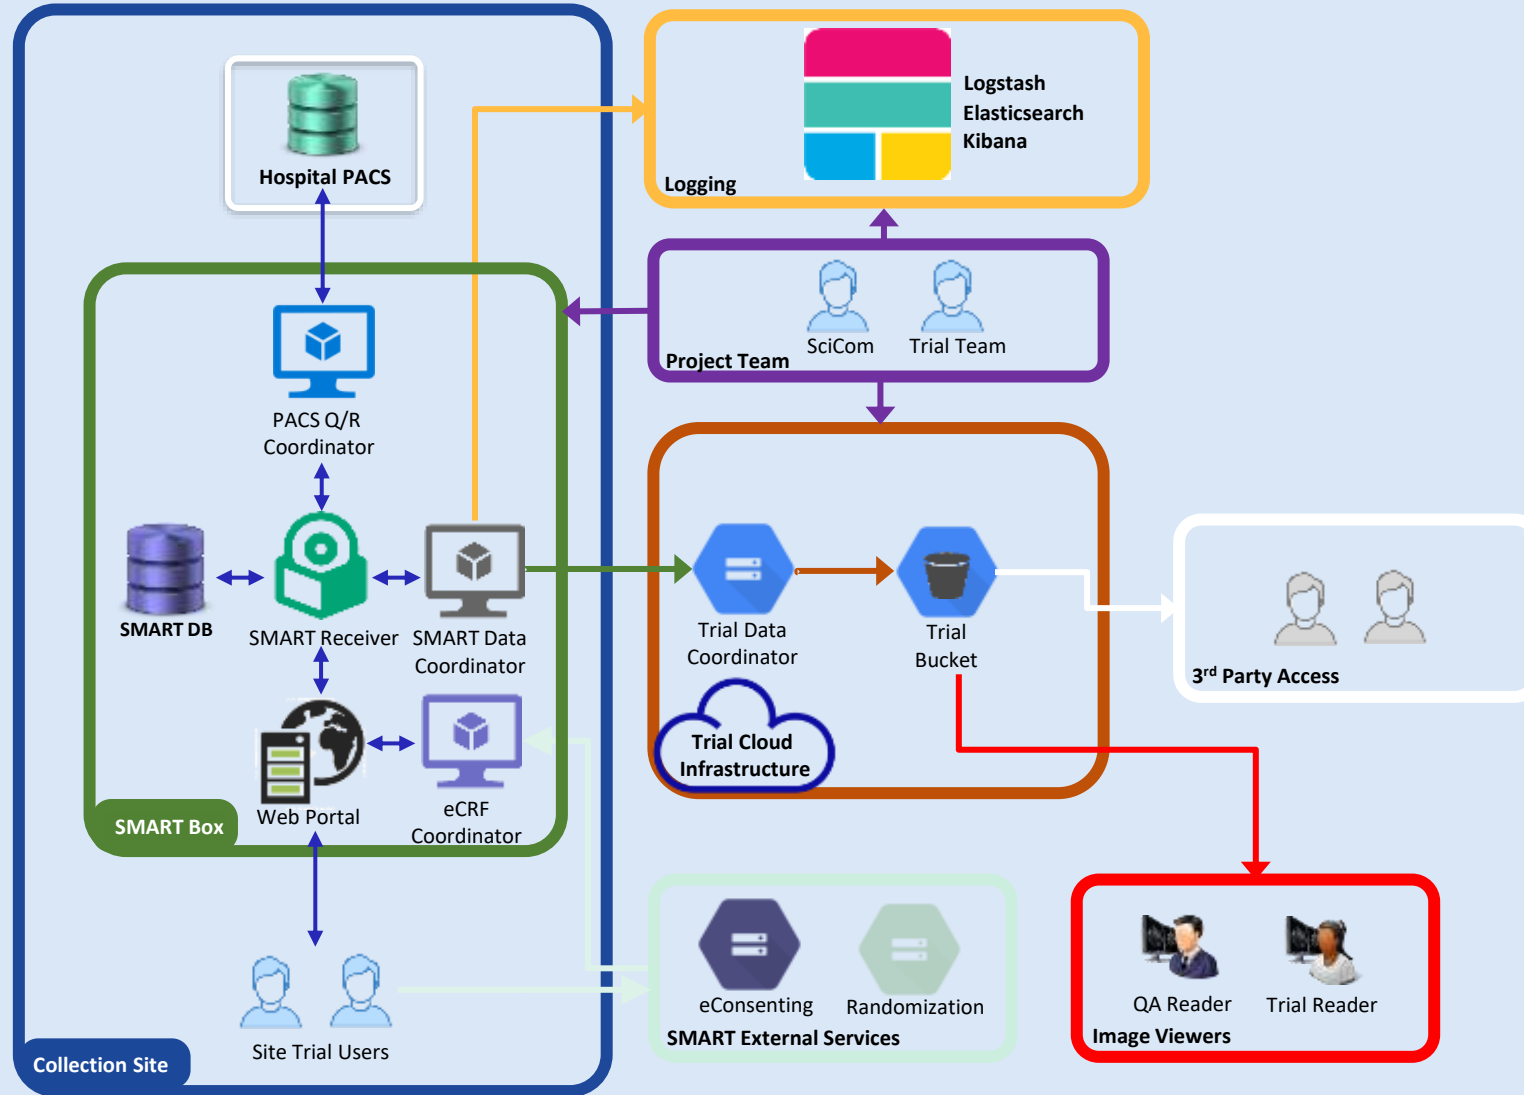 Hospital PACS
Logstash
Elasticsearch
Kibana
Logging
SciCom
Trial Team
Project Team
PACS Q/R
Coordinator
SMART DB
SMART Receiver
SMART Data
Coordinator
Trial Data
Coordinator
Trial
Bucket
3rd Party Access
Trial Cloud
Infrastructure
Web Portal
eCRF
Coordinator
SMART Box
eConsenting
Randomization
SMART External Services
QA Reader
Trial Reader
Image Viewers
Site Trial Users
Collection Site